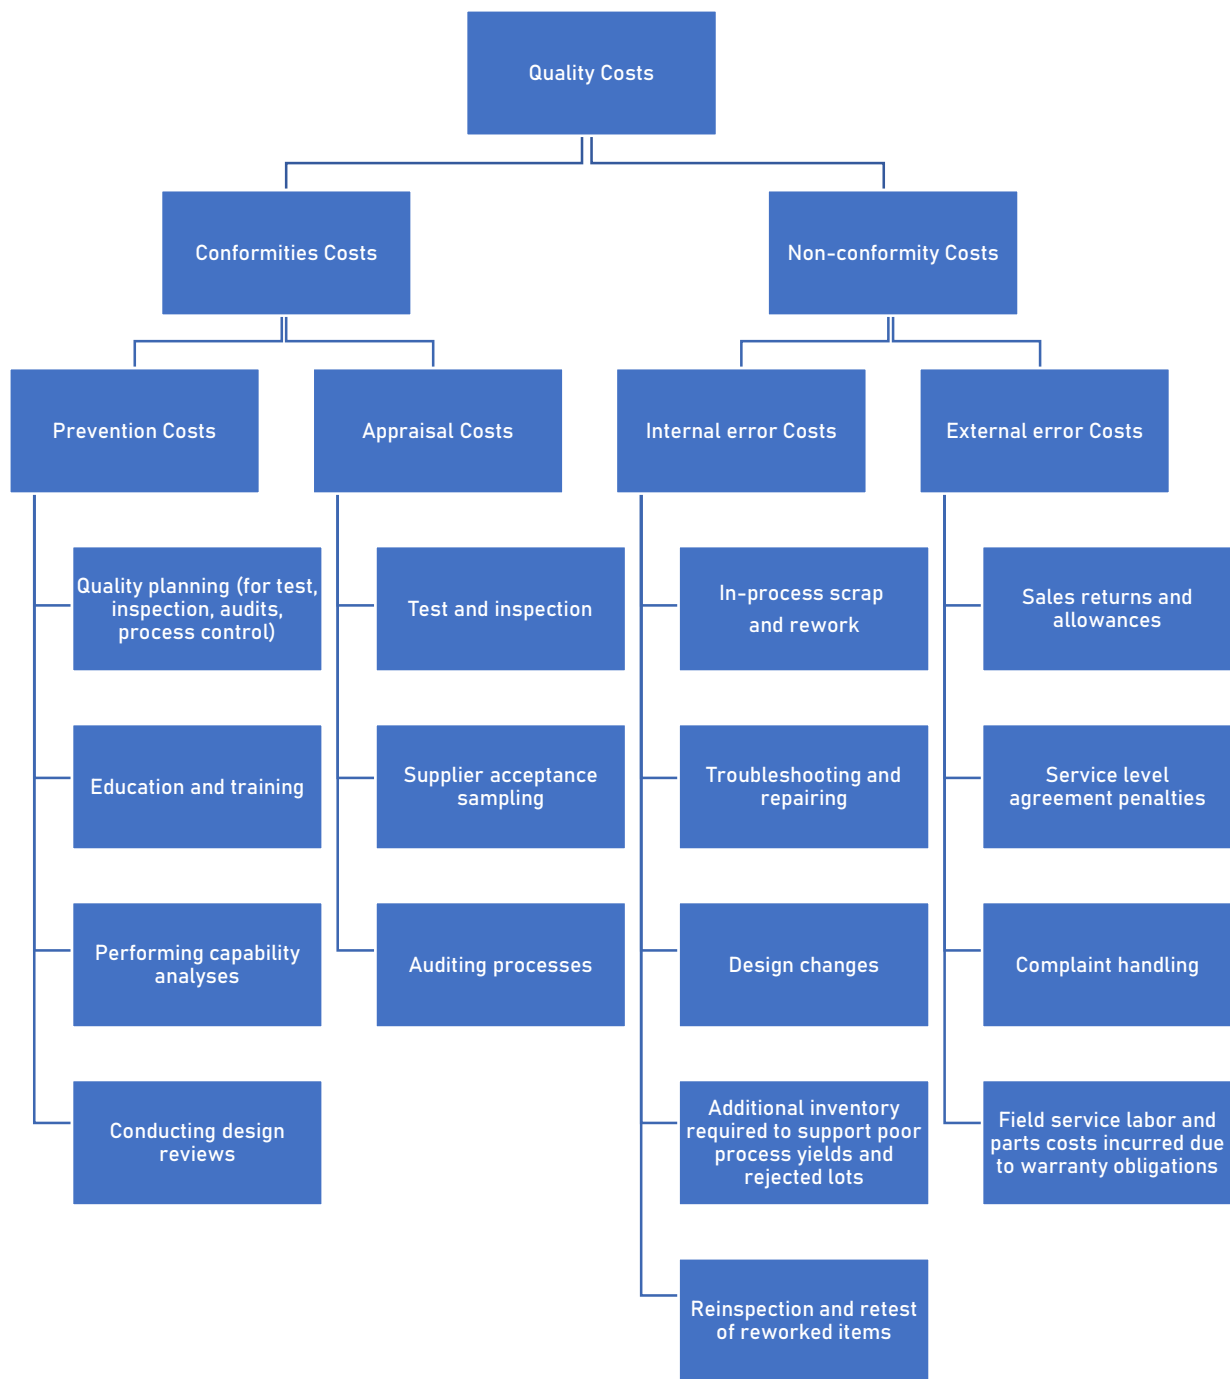 Quality Costs
Conformities Costs
Non-conformity Costs
Prevention Costs
Appraisal Costs
Internal error Costs
External error Costs
Quality planning (for test,
inspection, audits,
process control)
Test and inspection
In-process scrap
and rework
Sales returns and
allowances
Education and training
Supplier acceptance
sampling
Troubleshooting and
repairing
Service level
agreement penalties
Performing capability
analyses
Auditing processes
Design changes
Complaint handling
Conducting design
reviews
Additional inventory
required to support poor
process yields and
rejected lots
Field service labor and
parts costs incurred due
to warranty obligations
Reinspection and retest
of reworked items